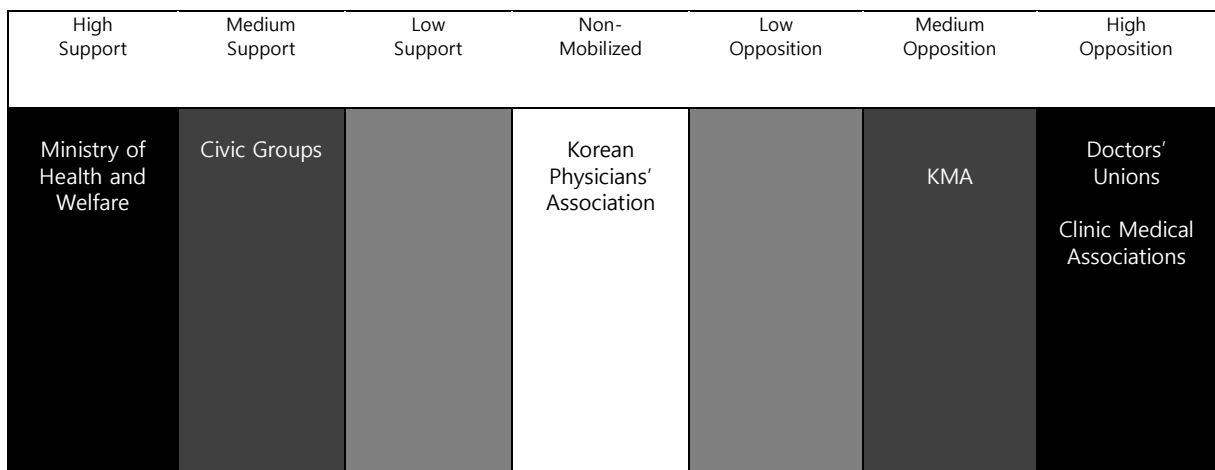 High
Support
Medium
Support
Low
Support
Non-
Mobilized
Low
Opposition
Medium
Opposition
High
Opposition
Ministry of
Health and
Welfare
Civic Groups
Korean
Physicians’
Association
KMA
Doctors’
Unions
Clinic Medical
Associations